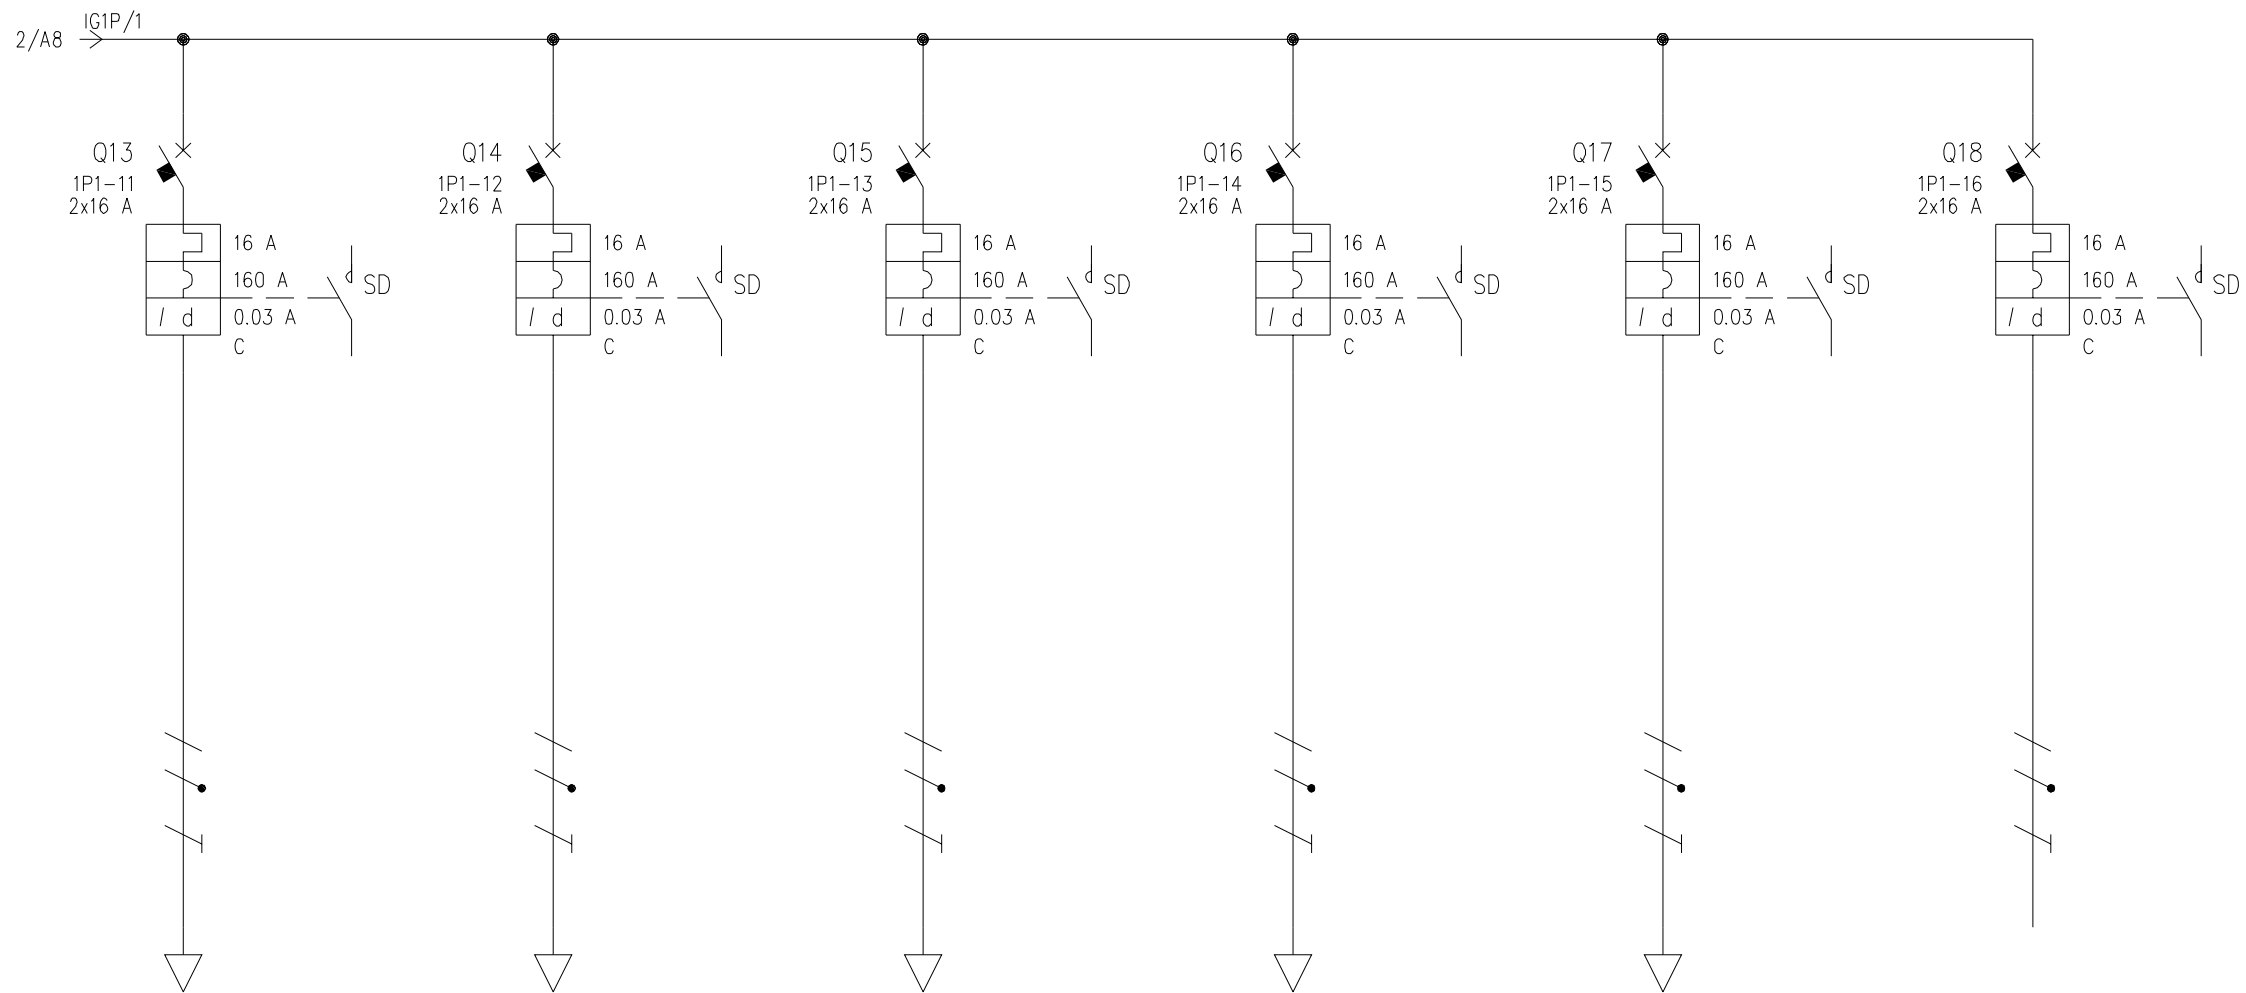 IG1P/1
2/A8
Q13
1P1-11
2x16 A
16 A
160 A
SD
I d
0.03 A
C
Q14
1P1-12
2x16 A
16 A
160 A
SD
I d
0.03 A
C
Q15
1P1-13
2x16 A
16 A
160 A
SD
I d
0.03 A
C
Q16
1P1-14
2x16 A
16 A
160 A
SD
I d
0.03 A
C
Q17
1P1-15
2x16 A
16 A
160 A
SD
I d
0.03 A
C
Q18
1P1-16
2x16 A
16 A
160 A
SD
I d
0.03 A
C